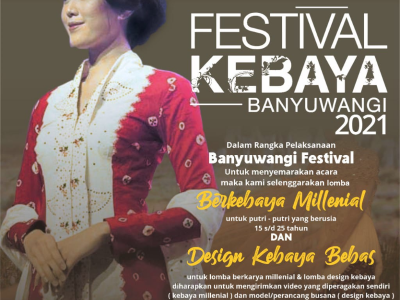 FESTIVAL
KEBAYA
BANYUWANGI
2021
Dalam Rangka Pelaksanaan
Banyuwangi Festival
Untuk menyemarakan acara
maka kami selenggarakan lomba
Berkebaya Millenial
untuk putri - putri yang berusia
15 s/d 25 tahun
DAN
Design Kebaya Bebas
untuk lomba berkarya millenial & lomba design kebaya
diharapkan untuk mengirimkan video yang diperagakan sendiri
( kebaya millenial ) dan model/perancang busana ( design kebaya )